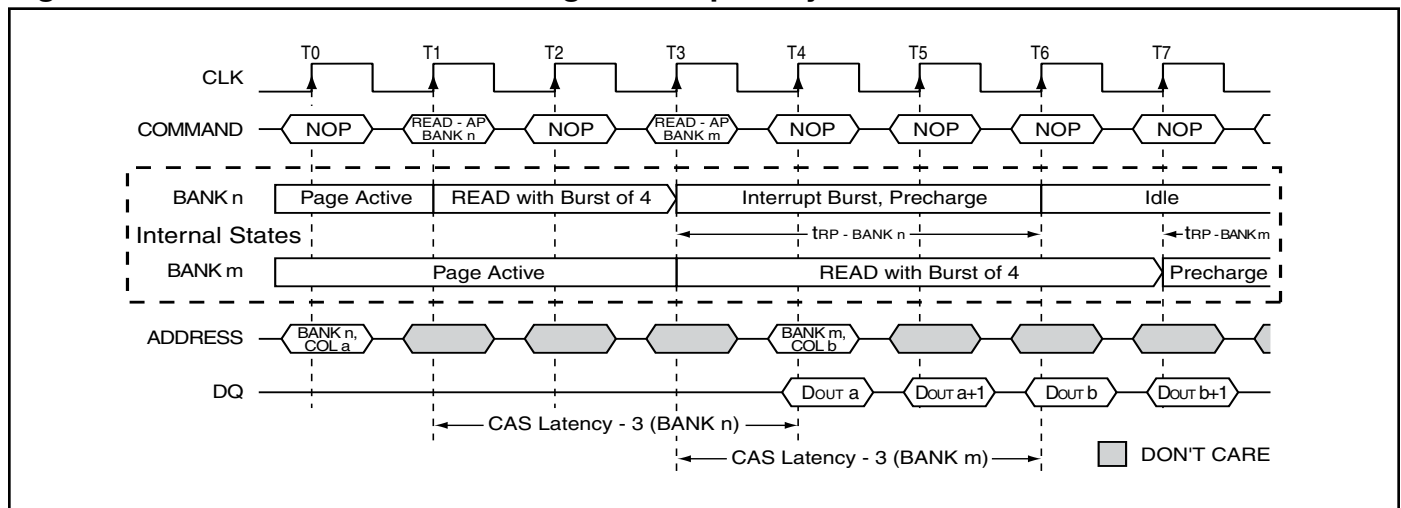 T0 T1 T2 T3 T4 T5 T6 T7
CLK
COMMAND NOP READ - AP BANK n NOP READ - AP BANK m NOP NOP NOP NOP
BANK n Page Active READ with Burst of 4 Interrupt Burst, Precharge Idle
Internal States tRP - BANK n tRP - BANK m
BANK m Page Active READ with Burst of 4 Precharge
ADDRESS BANK n, COL a BANK m, COL b
DQ DOUT a DOUT a+1 DOUT b DOUT b+1
CAS Latency - 3 (BANK n)
CAS Latency - 3 (BANK m) DON'T CARE